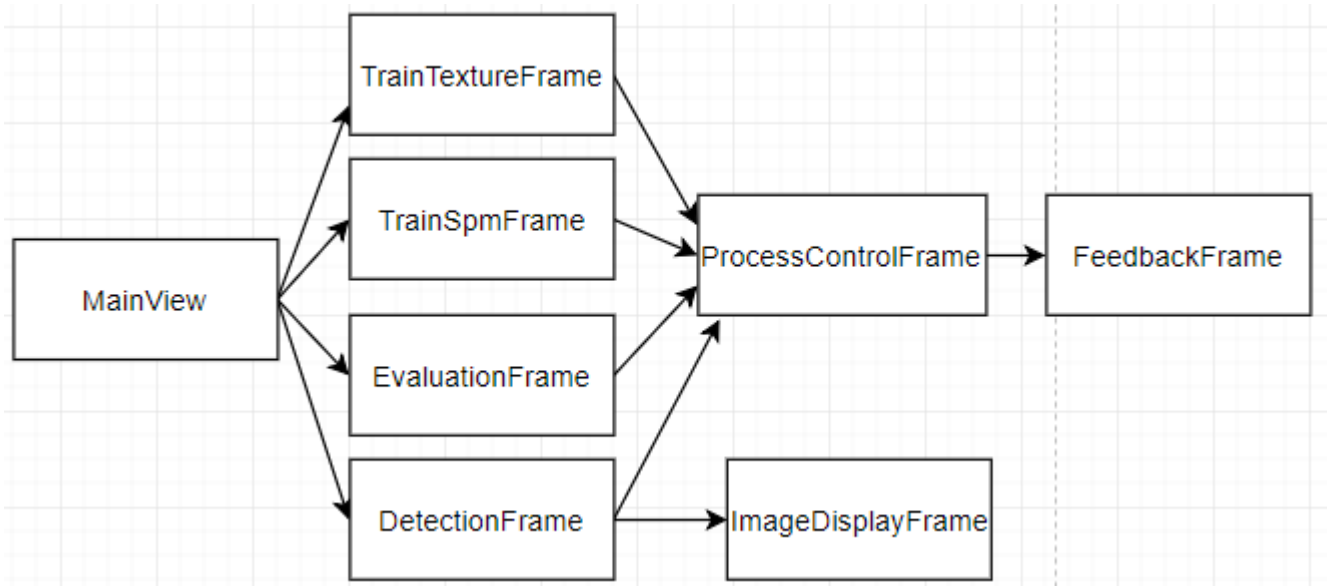 TrainTextureFrame
TrainSpmFrame
MainView
ProcessControlFrame
FeedbackFrame
EvaluationFrame
DetectionFrame
ImageDisplayFrame